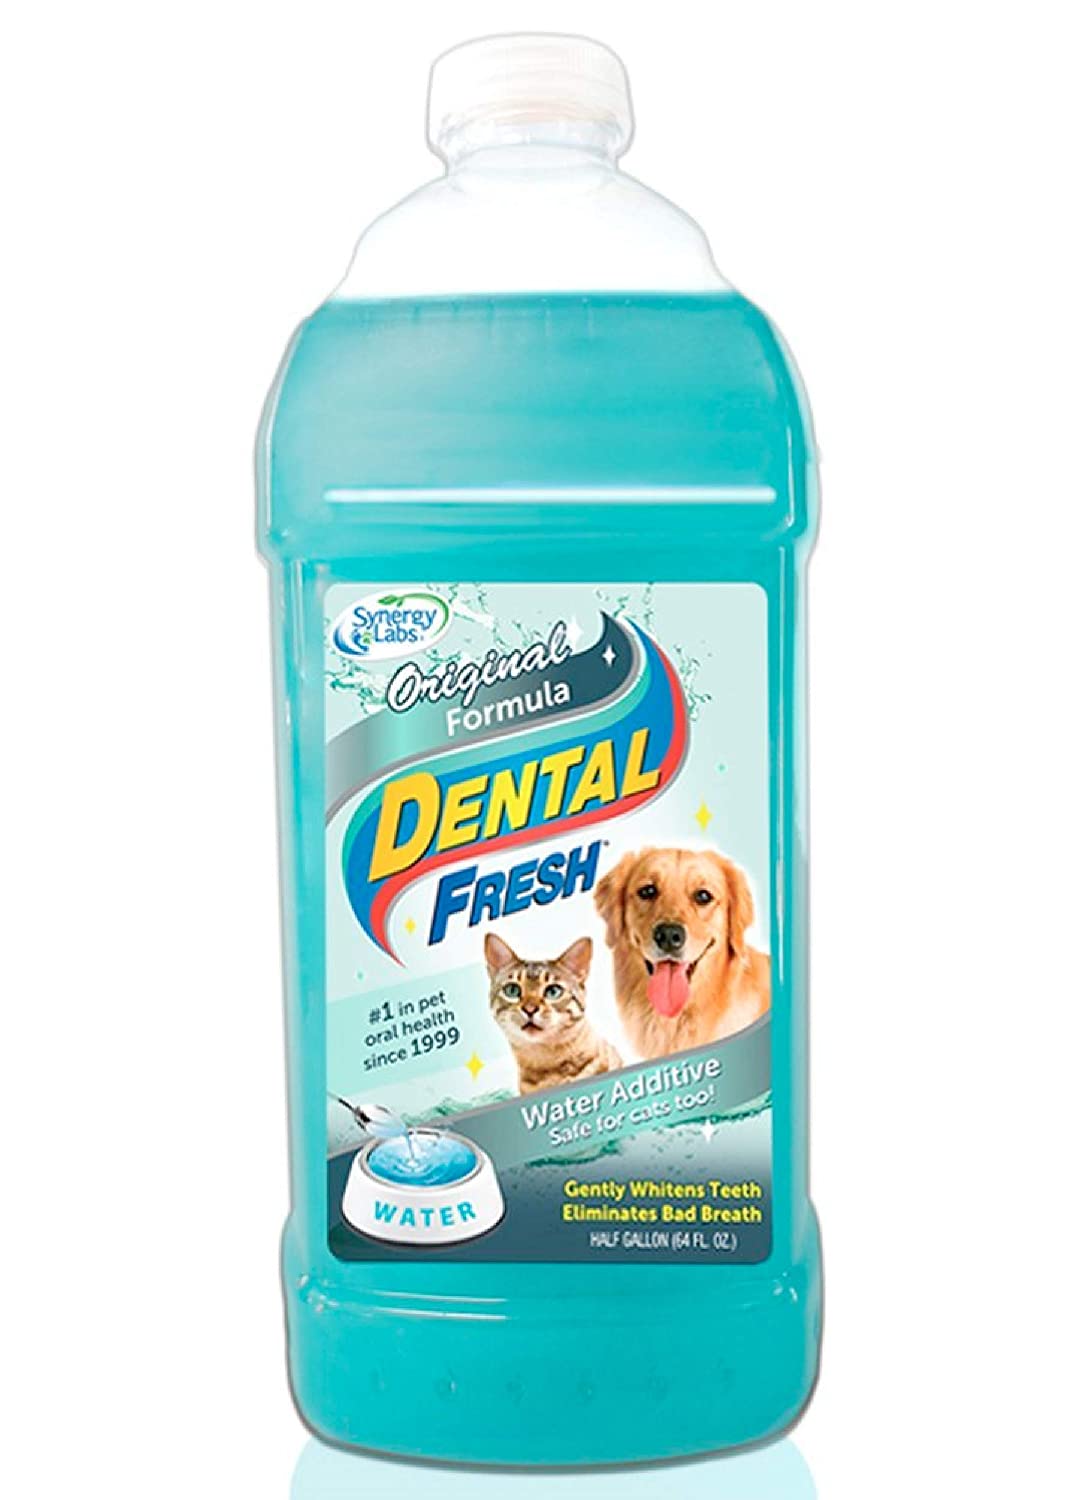 Synergy
Labs®
Original
Formula
DENTAL
FRESH™
#1 in pet
oral health
since 1999
Water Additive
Safe for cats too!
WATER
Gently Whitens Teeth
Eliminates Bad Breath
HALF GALLON (64 FL. OZ.)